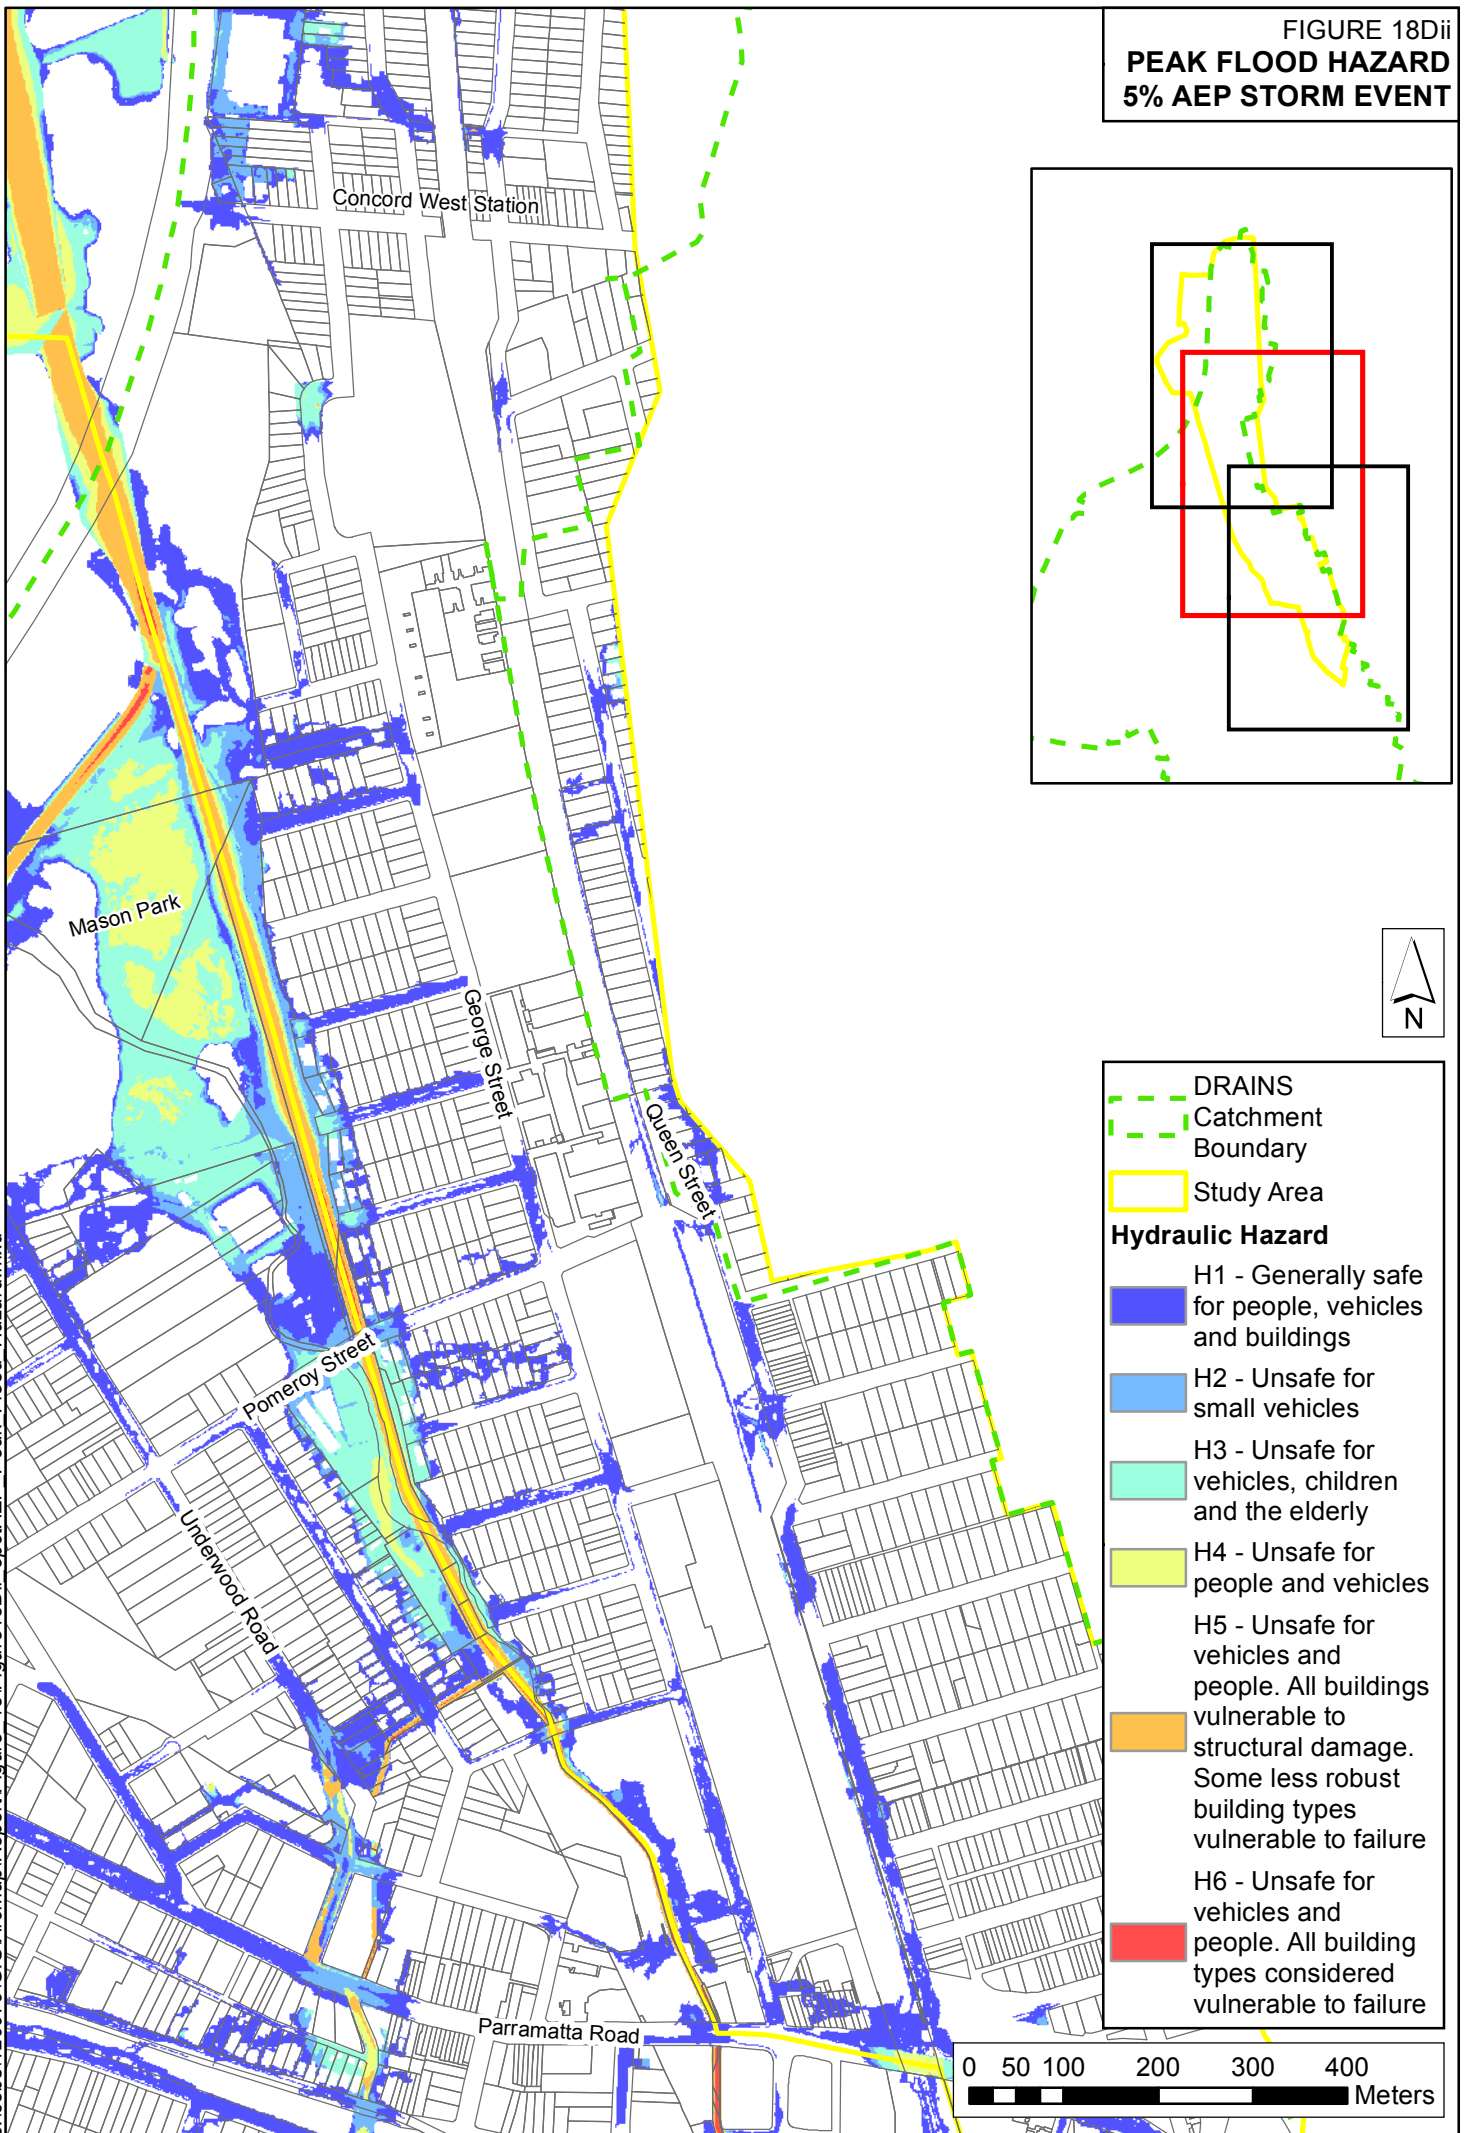 FIGURE 18Dii
PEAK FLOOD HAZARD
5% AEP STORM EVENT
Concord West Station
Mason Park
George Street
Queen Street
Pomeroy Street
Underwood Road
Parramatta Road
N
DRAINS
Catchment
Boundary
Study Area
Hydraulic Hazard
H1 - Generally safe
for people, vehicles
and buildings
H2 - Unsafe for
small vehicles
H3 - Unsafe for
vehicles, children
and the elderly
H4 - Unsafe for
people and vehicles
H5 - Unsafe for
vehicles and
people. All buildings
vulnerable to
structural damage.
Some less robust
building types
vulnerable to failure
H6 - Unsafe for
vehicles and
people. All building
types considered
vulnerable to failure
0 50 100 200 300 400
Meters